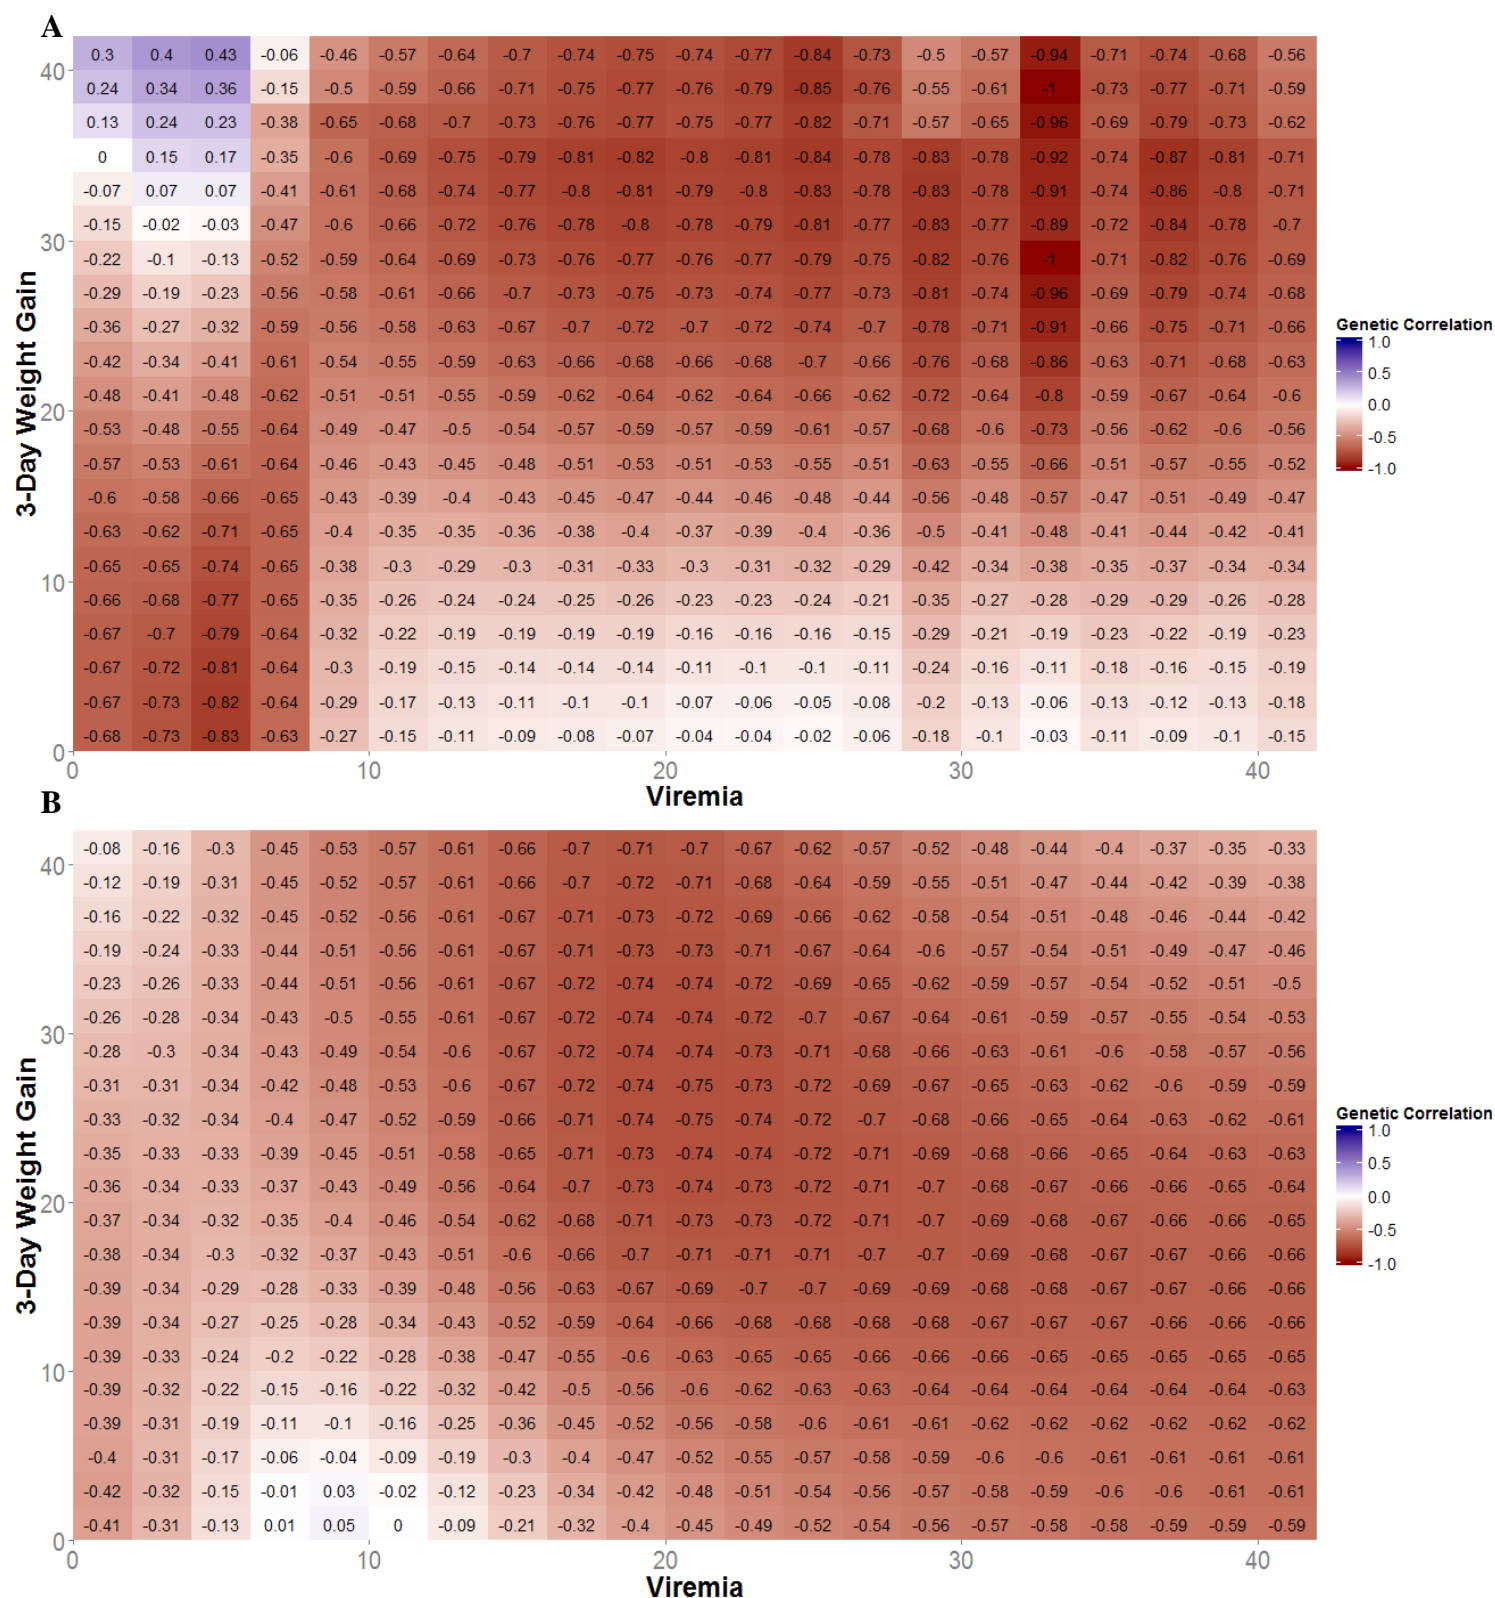 A
0.3 0.4 0.43 -0.06 -0.46 -0.57 -0.64 -0.7 -0.74 -0.75 -0.74 -0.77 -0.84 -0.73 -0.5 -0.57 -0.94 -0.71 -0.74 -0.68 -0.56
40
0.24 0.34 0.36 -0.15 -0.5 -0.59 -0.66 -0.71 -0.75 -0.77 -0.76 -0.79 -0.85 -0.76 -0.55 -0.61 -1 -0.73 -0.77 -0.71 -0.59
0.13 0.24 0.23 -0.38 -0.65 -0.68 -0.7 -0.73 -0.76 -0.77 -0.75 -0.77 -0.82 -0.71 -0.57 -0.65 -0.96 -0.69 -0.79 -0.73 -0.62
0 0.15 0.17 -0.35 -0.6 -0.69 -0.75 -0.79 -0.81 -0.82 -0.8 -0.81 -0.84 -0.78 -0.83 -0.78 -0.92 -0.74 -0.87 -0.81 -0.71
-0.07 0.07 0.07 -0.41 -0.61 -0.68 -0.74 -0.77 -0.8 -0.81 -0.79 -0.8 -0.83 -0.78 -0.83 -0.78 -0.91 -0.74 -0.86 -0.8 -0.71
-0.15 -0.02 -0.03 -0.47 -0.6 -0.66 -0.72 -0.76 -0.78 -0.8 -0.78 -0.79 -0.81 -0.77 -0.83 -0.77 -0.89 -0.72 -0.84 -0.78 -0.7
30
-0.22 -0.1 -0.13 -0.52 -0.59 -0.64 -0.69 -0.73 -0.76 -0.77 -0.76 -0.77 -0.79 -0.75 -0.82 -0.76 -1 -0.71 -0.82 -0.76 -0.69
-0.29 -0.19 -0.23 -0.56 -0.58 -0.61 -0.66 -0.7 -0.73 -0.75 -0.73 -0.74 -0.77 -0.73 -0.81 -0.74 -0.96 -0.69 -0.79 -0.74 -0.68
-0.36 -0.27 -0.32 -0.59 -0.56 -0.58 -0.63 -0.67 -0.7 -0.72 -0.7 -0.72 -0.74 -0.7 -0.78 -0.71 -0.91 -0.66 -0.75 -0.71 -0.66
-0.42 -0.34 -0.41 -0.61 -0.54 -0.55 -0.59 -0.63 -0.66 -0.68 -0.66 -0.68 -0.7 -0.66 -0.76 -0.68 -0.86 -0.63 -0.71 -0.68 -0.63
-0.48 -0.41 -0.48 -0.62 -0.51 -0.51 -0.55 -0.59 -0.62 -0.64 -0.62 -0.64 -0.66 -0.62 -0.72 -0.64 -0.8 -0.59 -0.67 -0.64 -0.6
20
-0.53 -0.48 -0.55 -0.64 -0.49 -0.47 -0.5 -0.54 -0.57 -0.59 -0.57 -0.59 -0.61 -0.57 -0.68 -0.6 -0.73 -0.56 -0.62 -0.6 -0.56
-0.57 -0.53 -0.61 -0.64 -0.46 -0.43 -0.45 -0.48 -0.51 -0.53 -0.51 -0.53 -0.55 -0.51 -0.63 -0.55 -0.66 -0.51 -0.57 -0.55 -0.52
-0.6 -0.58 -0.66 -0.65 -0.43 -0.39 -0.4 -0.43 -0.45 -0.47 -0.44 -0.46 -0.48 -0.44 -0.56 -0.48 -0.57 -0.47 -0.51 -0.49 -0.47
-0.63 -0.62 -0.71 -0.65 -0.4 -0.35 -0.35 -0.36 -0.38 -0.4 -0.37 -0.39 -0.4 -0.36 -0.5 -0.41 -0.48 -0.41 -0.44 -0.42 -0.41
-0.65 -0.65 -0.74 -0.65 -0.38 -0.3 -0.29 -0.3 -0.31 -0.33 -0.3 -0.31 -0.32 -0.29 -0.42 -0.34 -0.38 -0.35 -0.37 -0.34 -0.34
10
-0.66 -0.68 -0.77 -0.65 -0.35 -0.26 -0.24 -0.24 -0.25 -0.26 -0.23 -0.23 -0.24 -0.21 -0.35 -0.27 -0.28 -0.29 -0.29 -0.26 -0.28
-0.67 -0.7 -0.79 -0.64 -0.32 -0.22 -0.19 -0.19 -0.19 -0.19 -0.16 -0.16 -0.16 -0.15 -0.29 -0.21 -0.19 -0.23 -0.22 -0.19 -0.23
-0.67 -0.72 -0.81 -0.64 -0.3 -0.19 -0.15 -0.14 -0.14 -0.14 -0.11 -0.1 -0.1 -0.11 -0.24 -0.16 -0.11 -0.18 -0.16 -0.15 -0.19
-0.67 -0.73 -0.82 -0.64 -0.29 -0.17 -0.13 -0.11 -0.1 -0.1 -0.07 -0.06 -0.05 -0.08 -0.2 -0.13 -0.06 -0.13 -0.12 -0.13 -0.18
-0.68 -0.73 -0.83 -0.63 -0.27 -0.15 -0.11 -0.09 -0.08 -0.07 -0.04 -0.04 -0.02 -0.06 -0.18 -0.1 -0.03 -0.11 -0.09 -0.1 -0.15
0
0 10 20 30 40
3-Day Weight Gain
Viremia
Genetic Correlation
1.0
0.5
0.0
-0.5
-1.0
B
-0.08 -0.16 -0.3 -0.45 -0.53 -0.57 -0.61 -0.66 -0.7 -0.71 -0.7 -0.67 -0.62 -0.57 -0.52 -0.48 -0.44 -0.4 -0.37 -0.35 -0.33
40
-0.12 -0.19 -0.31 -0.45 -0.52 -0.57 -0.61 -0.66 -0.7 -0.72 -0.71 -0.68 -0.64 -0.59 -0.55 -0.51 -0.47 -0.44 -0.42 -0.39 -0.38
-0.16 -0.22 -0.32 -0.45 -0.52 -0.56 -0.61 -0.67 -0.71 -0.73 -0.72 -0.69 -0.66 -0.62 -0.58 -0.54 -0.51 -0.48 -0.46 -0.44 -0.42
-0.19 -0.24 -0.33 -0.44 -0.51 -0.56 -0.61 -0.67 -0.71 -0.73 -0.73 -0.71 -0.67 -0.64 -0.6 -0.57 -0.54 -0.51 -0.49 -0.47 -0.46
-0.23 -0.26 -0.33 -0.44 -0.51 -0.56 -0.61 -0.67 -0.72 -0.74 -0.74 -0.72 -0.69 -0.65 -0.62 -0.59 -0.57 -0.54 -0.52 -0.51 -0.5
-0.26 -0.28 -0.34 -0.43 -0.5 -0.55 -0.61 -0.67 -0.72 -0.74 -0.74 -0.72 -0.7 -0.67 -0.64 -0.61 -0.59 -0.57 -0.55 -0.54 -0.53
30
-0.28 -0.3 -0.34 -0.43 -0.49 -0.54 -0.6 -0.67 -0.72 -0.74 -0.74 -0.73 -0.71 -0.68 -0.66 -0.63 -0.61 -0.6 -0.58 -0.57 -0.56
-0.31 -0.31 -0.34 -0.42 -0.48 -0.53 -0.6 -0.67 -0.72 -0.74 -0.75 -0.73 -0.72 -0.69 -0.67 -0.65 -0.63 -0.62 -0.6 -0.59 -0.59
-0.33 -0.32 -0.34 -0.4 -0.47 -0.52 -0.59 -0.66 -0.71 -0.74 -0.75 -0.74 -0.72 -0.7 -0.68 -0.66 -0.65 -0.64 -0.63 -0.62 -0.61
-0.35 -0.33 -0.33 -0.39 -0.45 -0.51 -0.58 -0.65 -0.71 -0.73 -0.74 -0.74 -0.72 -0.71 -0.69 -0.68 -0.66 -0.65 -0.64 -0.63 -0.63
-0.36 -0.34 -0.33 -0.37 -0.43 -0.49 -0.56 -0.64 -0.7 -0.73 -0.74 -0.73 -0.72 -0.71 -0.7 -0.68 -0.67 -0.66 -0.66 -0.65 -0.64
20
-0.37 -0.34 -0.32 -0.35 -0.4 -0.46 -0.54 -0.62 -0.68 -0.71 -0.73 -0.73 -0.72 -0.71 -0.7 -0.69 -0.68 -0.67 -0.66 -0.66 -0.65
-0.38 -0.34 -0.3 -0.32 -0.37 -0.43 -0.51 -0.6 -0.66 -0.7 -0.71 -0.71 -0.71 -0.7 -0.7 -0.69 -0.68 -0.67 -0.67 -0.66 -0.66
-0.39 -0.34 -0.29 -0.28 -0.33 -0.39 -0.48 -0.56 -0.63 -0.67 -0.69 -0.7 -0.7 -0.69 -0.69 -0.68 -0.68 -0.67 -0.67 -0.66 -0.66
-0.39 -0.34 -0.27 -0.25 -0.28 -0.34 -0.43 -0.52 -0.59 -0.64 -0.66 -0.68 -0.68 -0.68 -0.68 -0.67 -0.67 -0.67 -0.66 -0.66 -0.66
-0.39 -0.33 -0.24 -0.2 -0.22 -0.28 -0.38 -0.47 -0.55 -0.6 -0.63 -0.65 -0.65 -0.66 -0.66 -0.66 -0.65 -0.65 -0.65 -0.65 -0.65
10
-0.39 -0.32 -0.22 -0.15 -0.16 -0.22 -0.32 -0.42 -0.5 -0.56 -0.6 -0.62 -0.63 -0.63 -0.64 -0.64 -0.64 -0.64 -0.64 -0.64 -0.63
-0.39 -0.31 -0.19 -0.11 -0.1 -0.16 -0.25 -0.36 -0.45 -0.52 -0.56 -0.58 -0.6 -0.61 -0.61 -0.62 -0.62 -0.62 -0.62 -0.62 -0.62
-0.4 -0.31 -0.17 -0.06 -0.04 -0.09 -0.19 -0.3 -0.4 -0.47 -0.52 -0.55 -0.57 -0.58 -0.59 -0.6 -0.6 -0.61 -0.61 -0.61 -0.61
-0.42 -0.32 -0.15 -0.01 0.03 -0.02 -0.12 -0.23 -0.34 -0.42 -0.48 -0.51 -0.54 -0.56 -0.57 -0.58 -0.59 -0.6 -0.6 -0.61 -0.61
-0.41 -0.31 -0.13 0.01 0.05 0 -0.09 -0.21 -0.32 -0.4 -0.45 -0.49 -0.52 -0.54 -0.56 -0.57 -0.58 -0.58 -0.59 -0.59 -0.59
0
0 10 20 30 40
3-Day Weight Gain
Viremia
Genetic Correlation
1.0
0.5
0.0
-0.5
-1.0